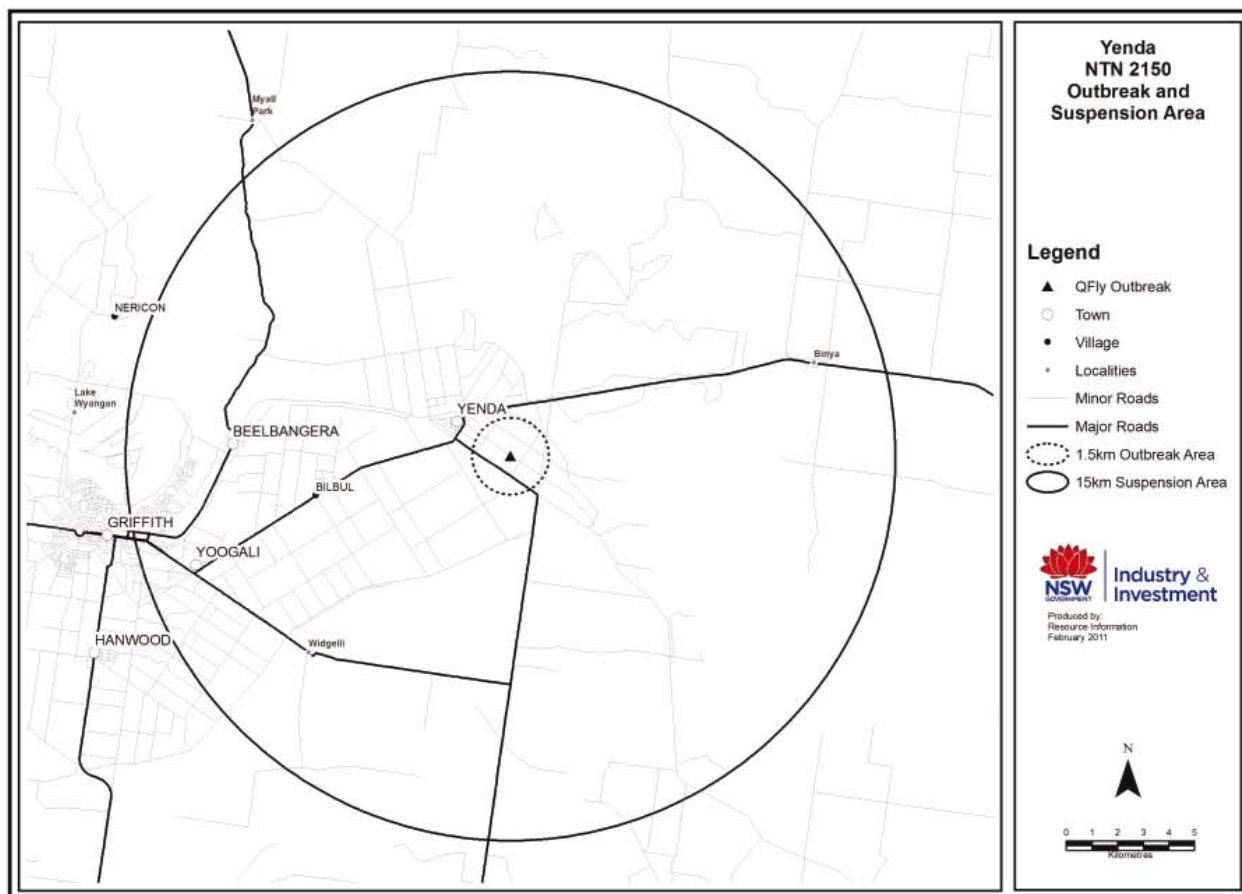 Yenda
NTN 2150
Outbreak and
Suspension Area
Myall
Park
NERICON
Lake
Wyangan
BEELBANGERA
YENDA
Binya
BILBUL
GRIFFITH
YOOGALI
HANWOOD
Widgelli
Legend
QFly Outbreak
Town
Village
Localities
Minor Roads
Major Roads
1.5km Outbreak Area
15km Suspension Area
NSW
GOVERNMENT
Industry &
Investment
Produced by:
Resource Information
February 2011
N
0 1 2 3 4 5
Kilometres